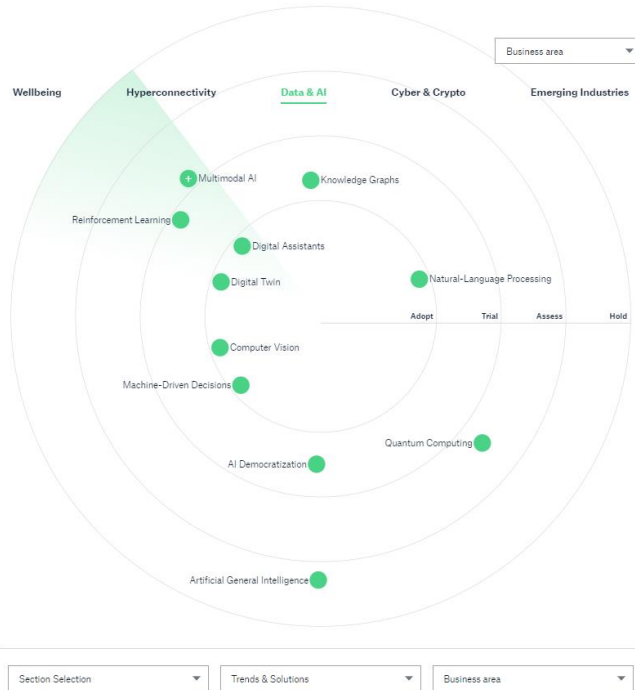 Business area
Wellbeing
Hyperconnectivity
Data & AI
Cyber & Crypto
Emerging Industries
Multimodal AI
Knowledge Graphs
Reinforcement Learning
Digital Assistants
Digital Twin
Natural-Language Processing
Adopt
Trial
Assess
Hold
Computer Vision
Machine-Driven Decisions
Quantum Computing
AI Democratization
Artificial General Intelligence
Section Selection
Trends & Solutions
Business area